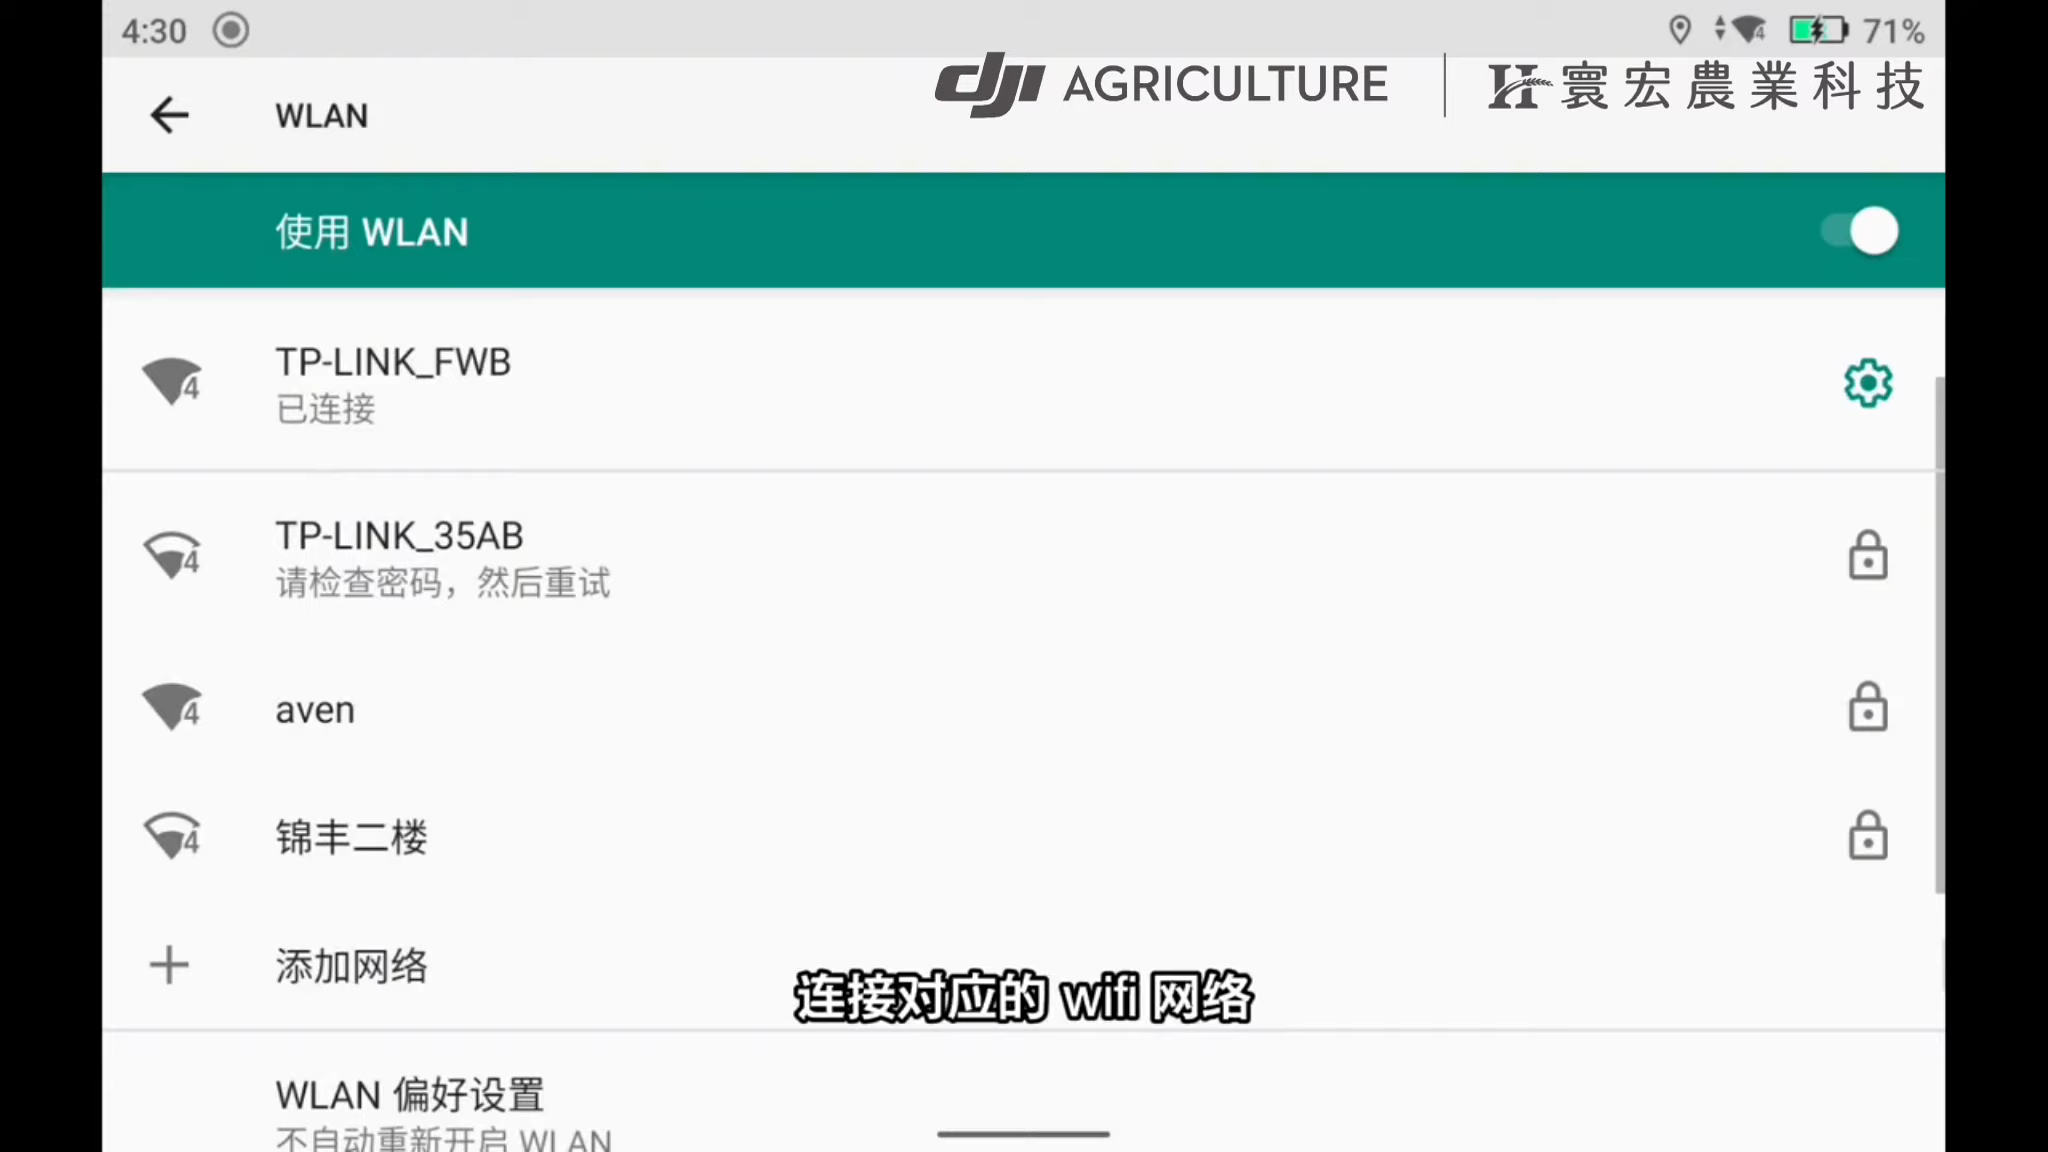 4:30
71%
dji AGRICULTURE
寰宏農業科技
WLAN
使用 WLAN
TP-LINK_FWB
已连接
TP-LINK_35AB
请检查密码，然后重试
aven
锦丰二楼
添加网络
连接对应的 wifi 网络
WLAN 偏好设置
不自动重新开启 WLAN